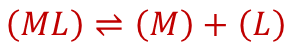 (ML) ⇌ (M) + (L)